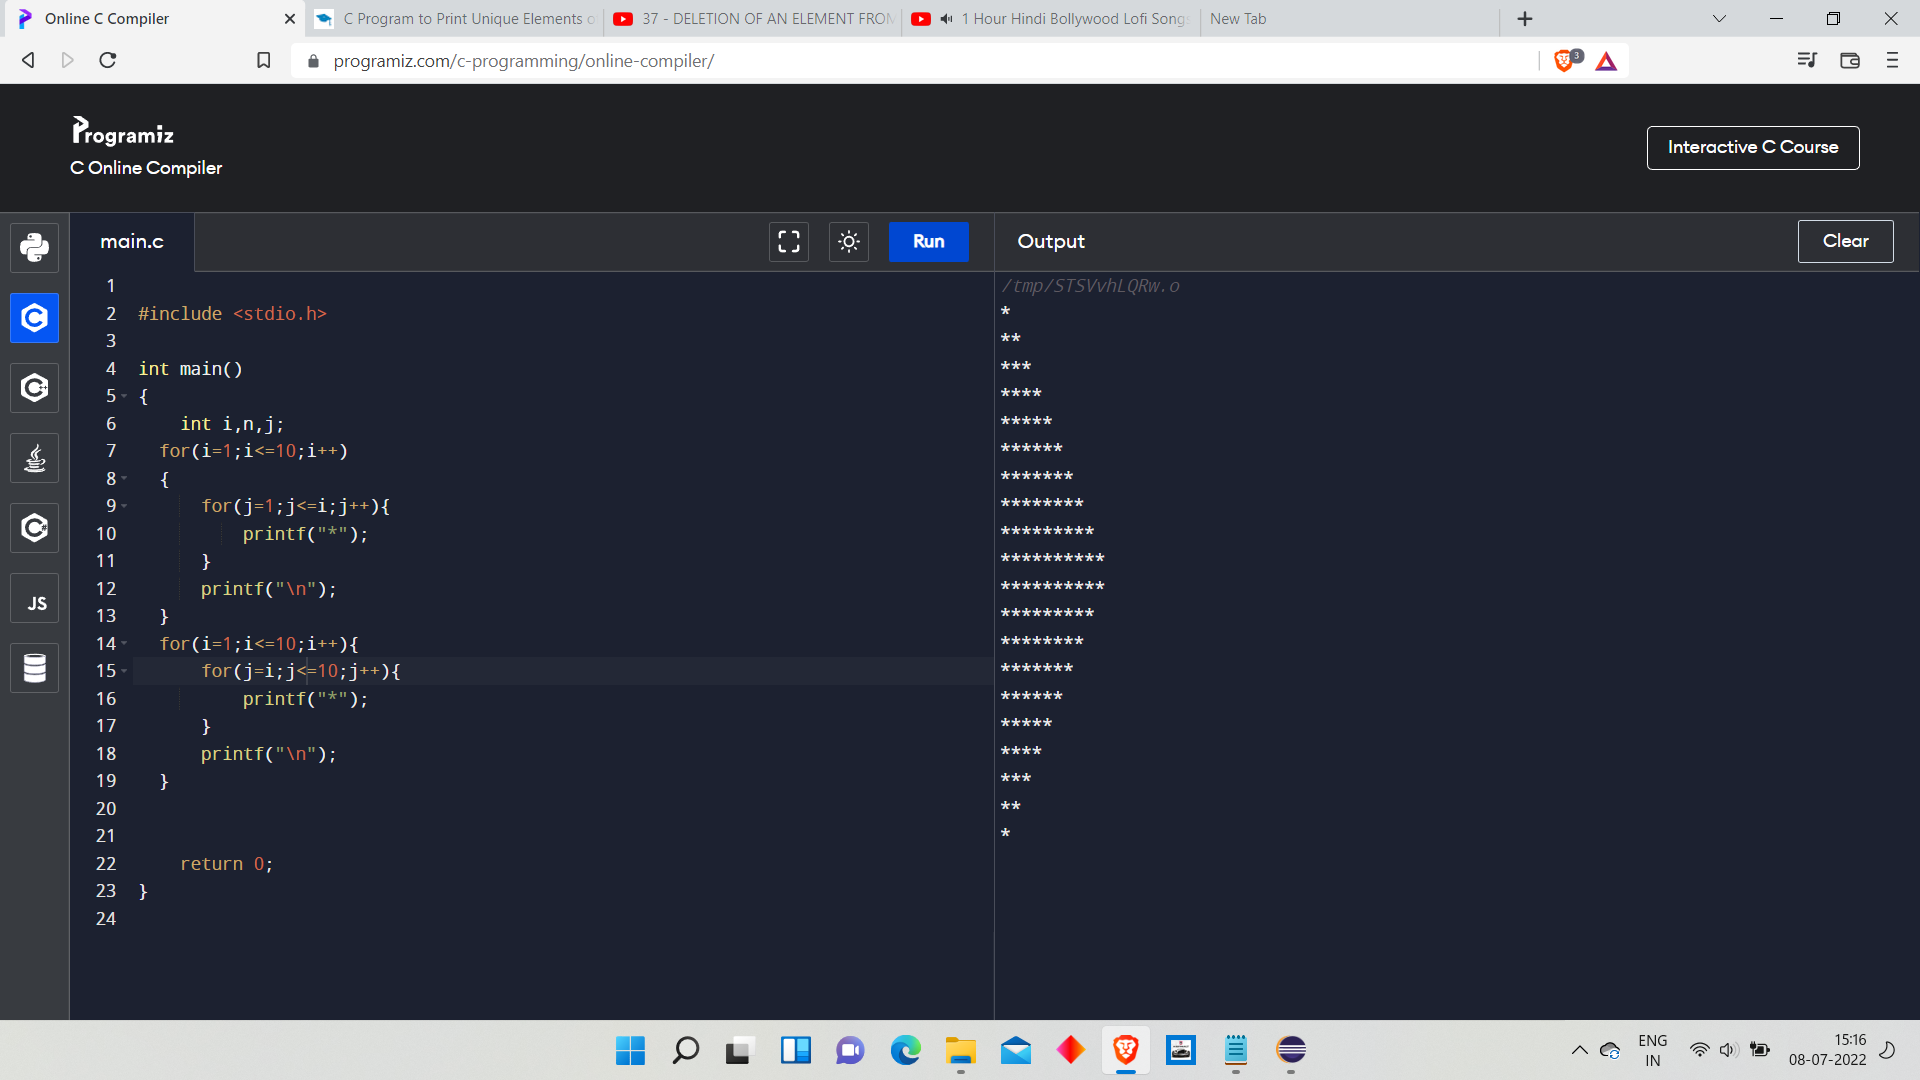 Online C Compiler
C Program to Print Unique Elements o
37 - DELETION OF AN ELEMENT FROM
1 Hour Hindi Bollywood Lofi Songs
New Tab
programiz.com/c-programming/online-compiler/
3
Programiz
C Online Compiler
Interactive C Course
main.c
Run
Output
Clear
1
2 #include <stdio.h>
3
4 int main()
5 {
6     int i,n,j;
7   for(i=1;i<=10;i++)
8   {
9       for(j=1;j<=i;j++){
10           printf("*");
11       }
12       printf("\n");
13   }
14   for(i=1;i<=10;i++){
15       for(j=i;j<=10;j++){
16           printf("*");
17       }
18       printf("\n");
19   }
20
21
22     return 0;
23 }
24
/tmp/STSVvhLQRw.o
*
**
***
****
*****
******
*******
********
*********
**********
**********
*********
********
*******
******
*****
****
***
**
*
JS
ENG
IN
15:16
08-07-2022